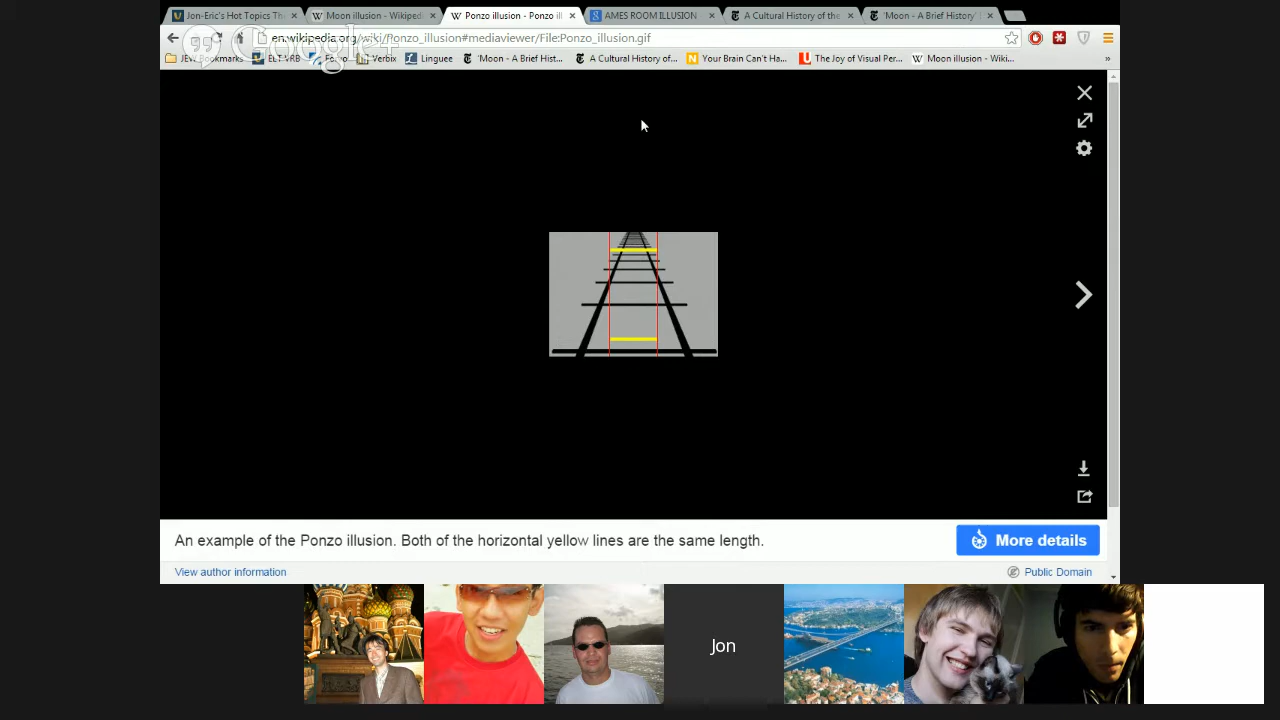 Jon-Eric's Hot Topics Th
Moon illusion - Wikiped
Ponzo illusion - Ponzo il
AMES ROOM ILLUSION
A Cultural History of the
'Moon - A Brief History'
Google+
en.wikipedia.org/wiki/Ponzo_illusion#mediaviewer/File:Ponzo_illusion.gif
JEW Bookmarks
ELT VRB
Verbix
Linguee
'Moon - A Brief Hist...
A Cultural History of...
Your Brain Can't Ha...
The Joy of Visual Per...
Moon illusion - Wiki...
»
An example of the Ponzo illusion. Both of the horizontal yellow lines are the same length.
More details
View author information
Public Domain
Jon